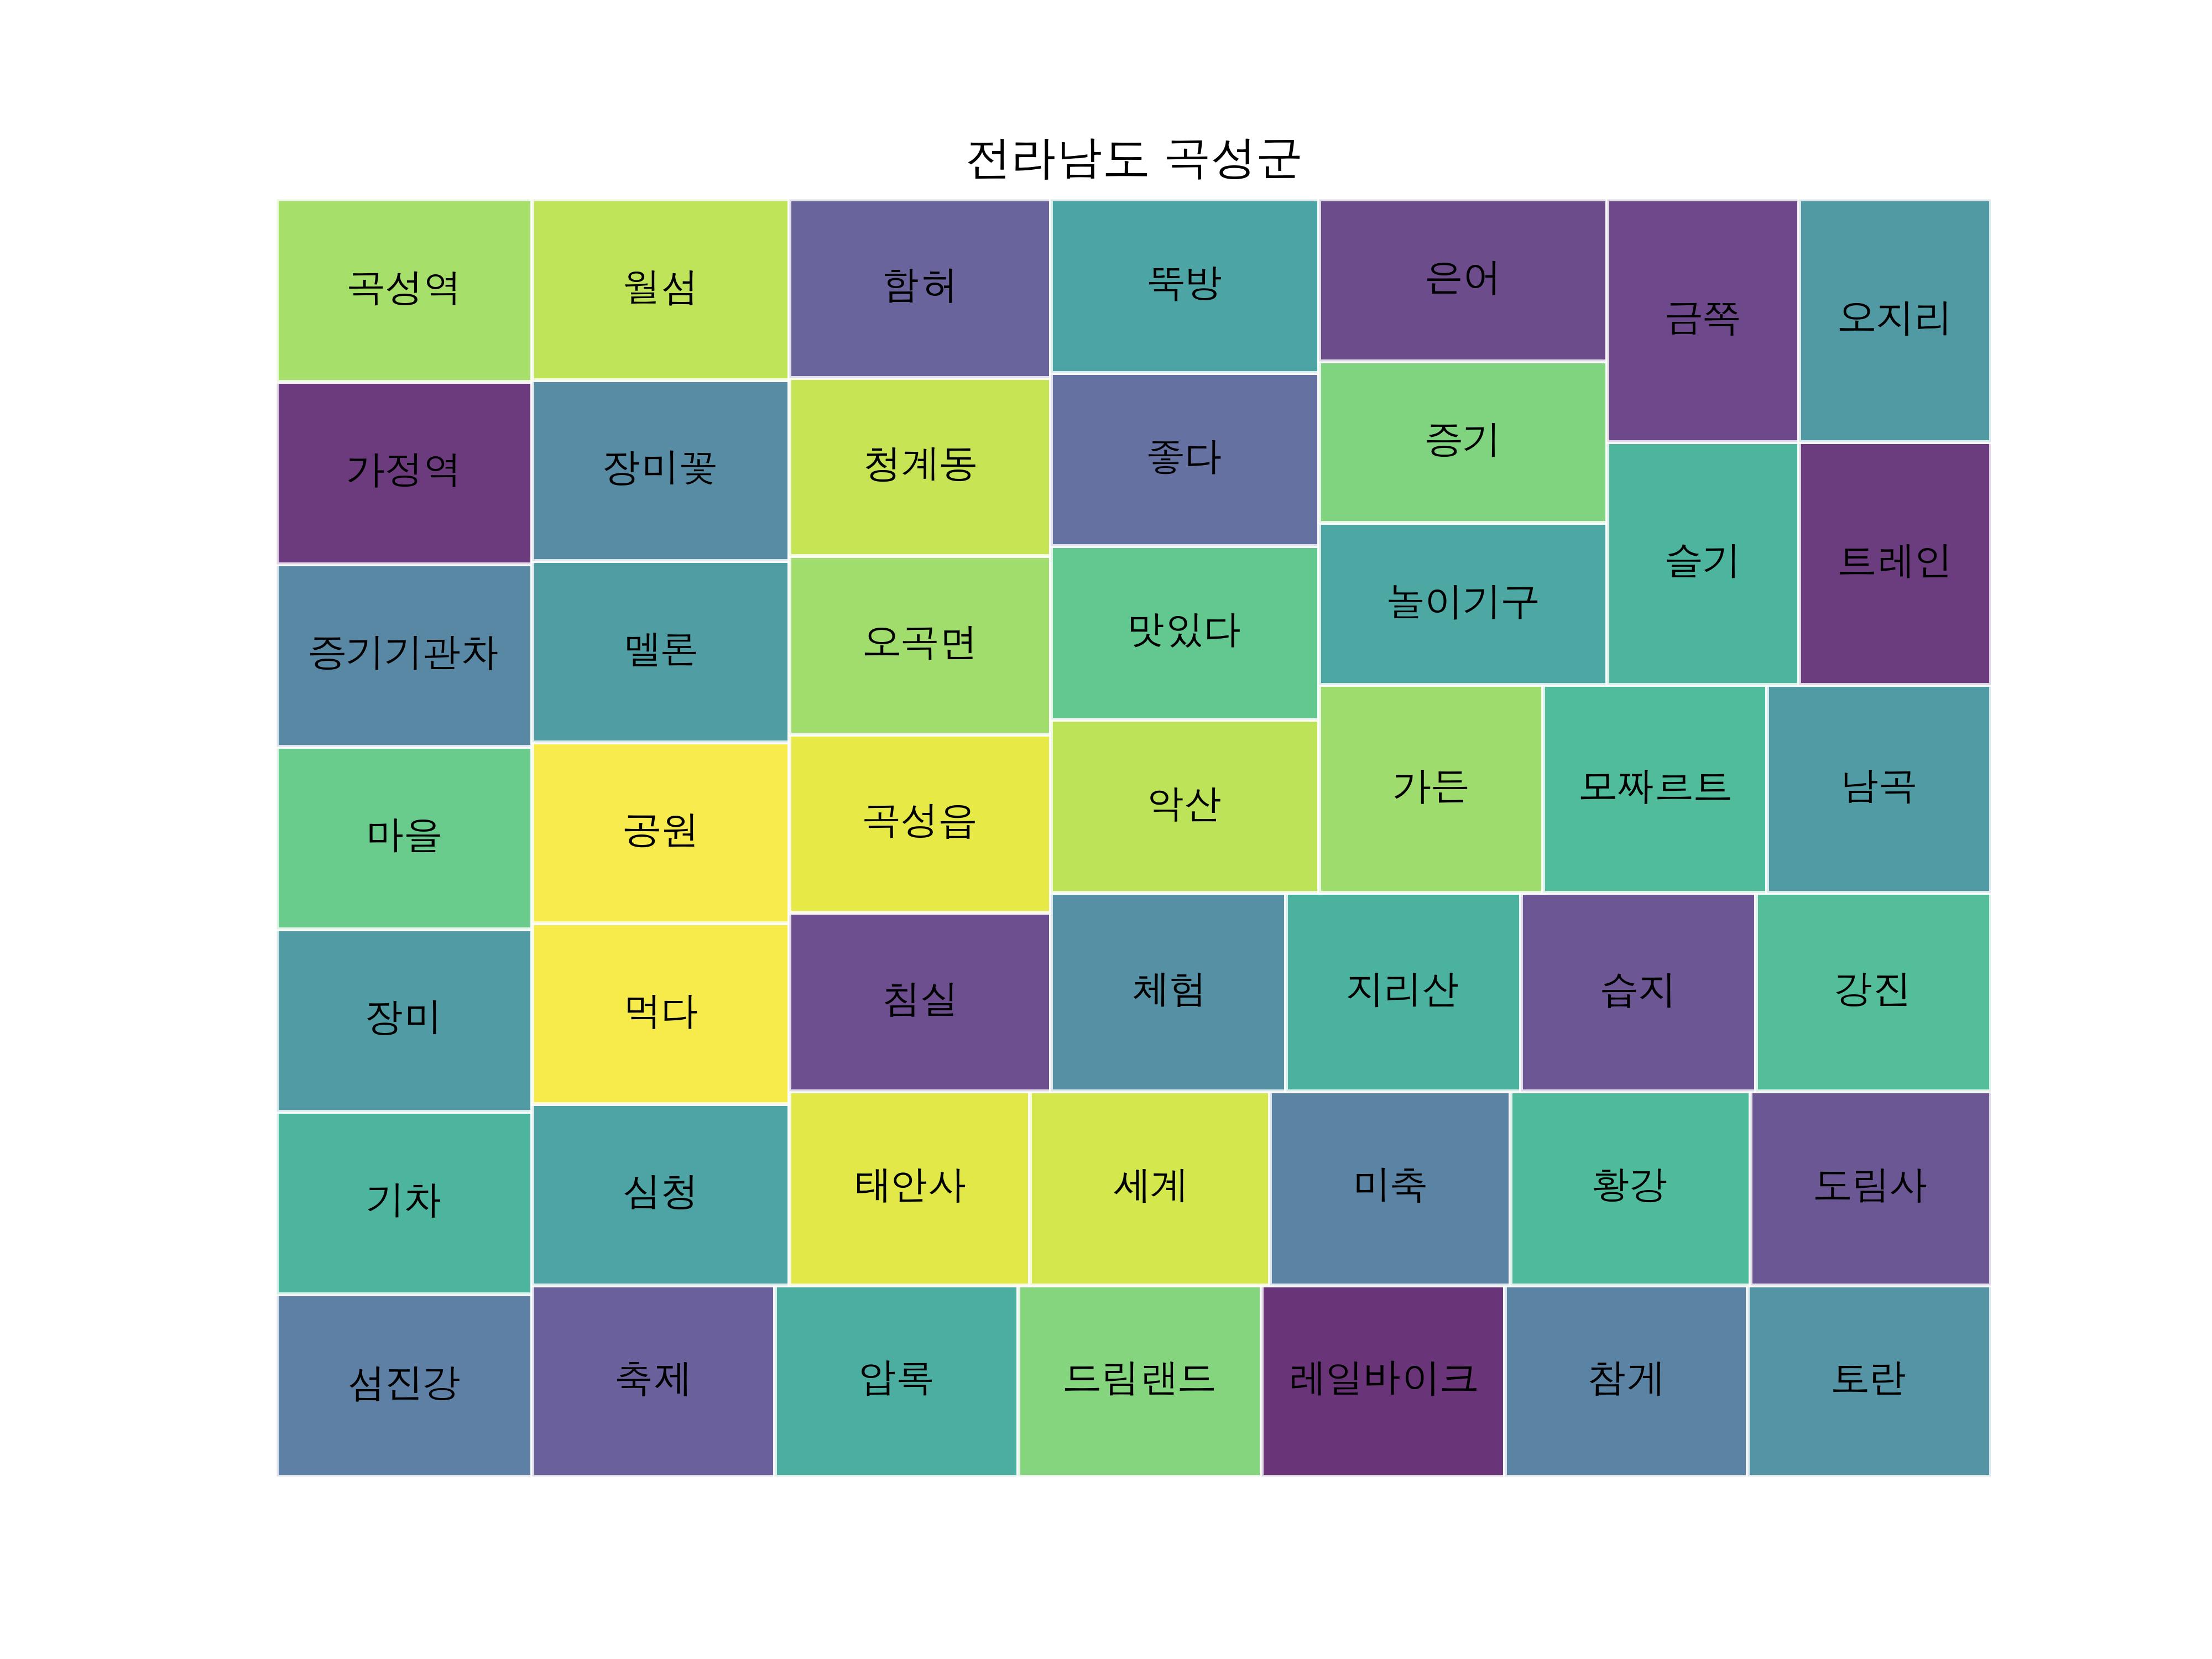 전라남도 곡성군
곡성역
월섬
함허
뚝방
은어
금쪽
오지리
가정역
장미꽃
청계동
좋다
증기
슬기
트레인
증기기관차
멜론
오곡면
맛있다
놀이기구
마을
공원
곡성읍
악산
가든
모짜르트
남곡
장미
먹다
침실
체험
지리산
습지
강진
기차
심청
태안사
세계
미축
황강
도림사
섬진강
축제
압록
드림랜드
레일바이크
참게
토란